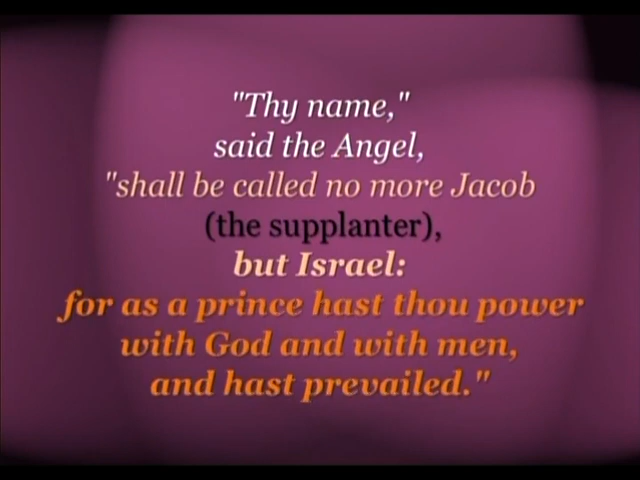 "Thy name,"
said the Angel,
"shall be called no more Jacob
(the supplanter),
but Israel:
for as a prince hast thou power
with God and with men,
and hast prevailed."